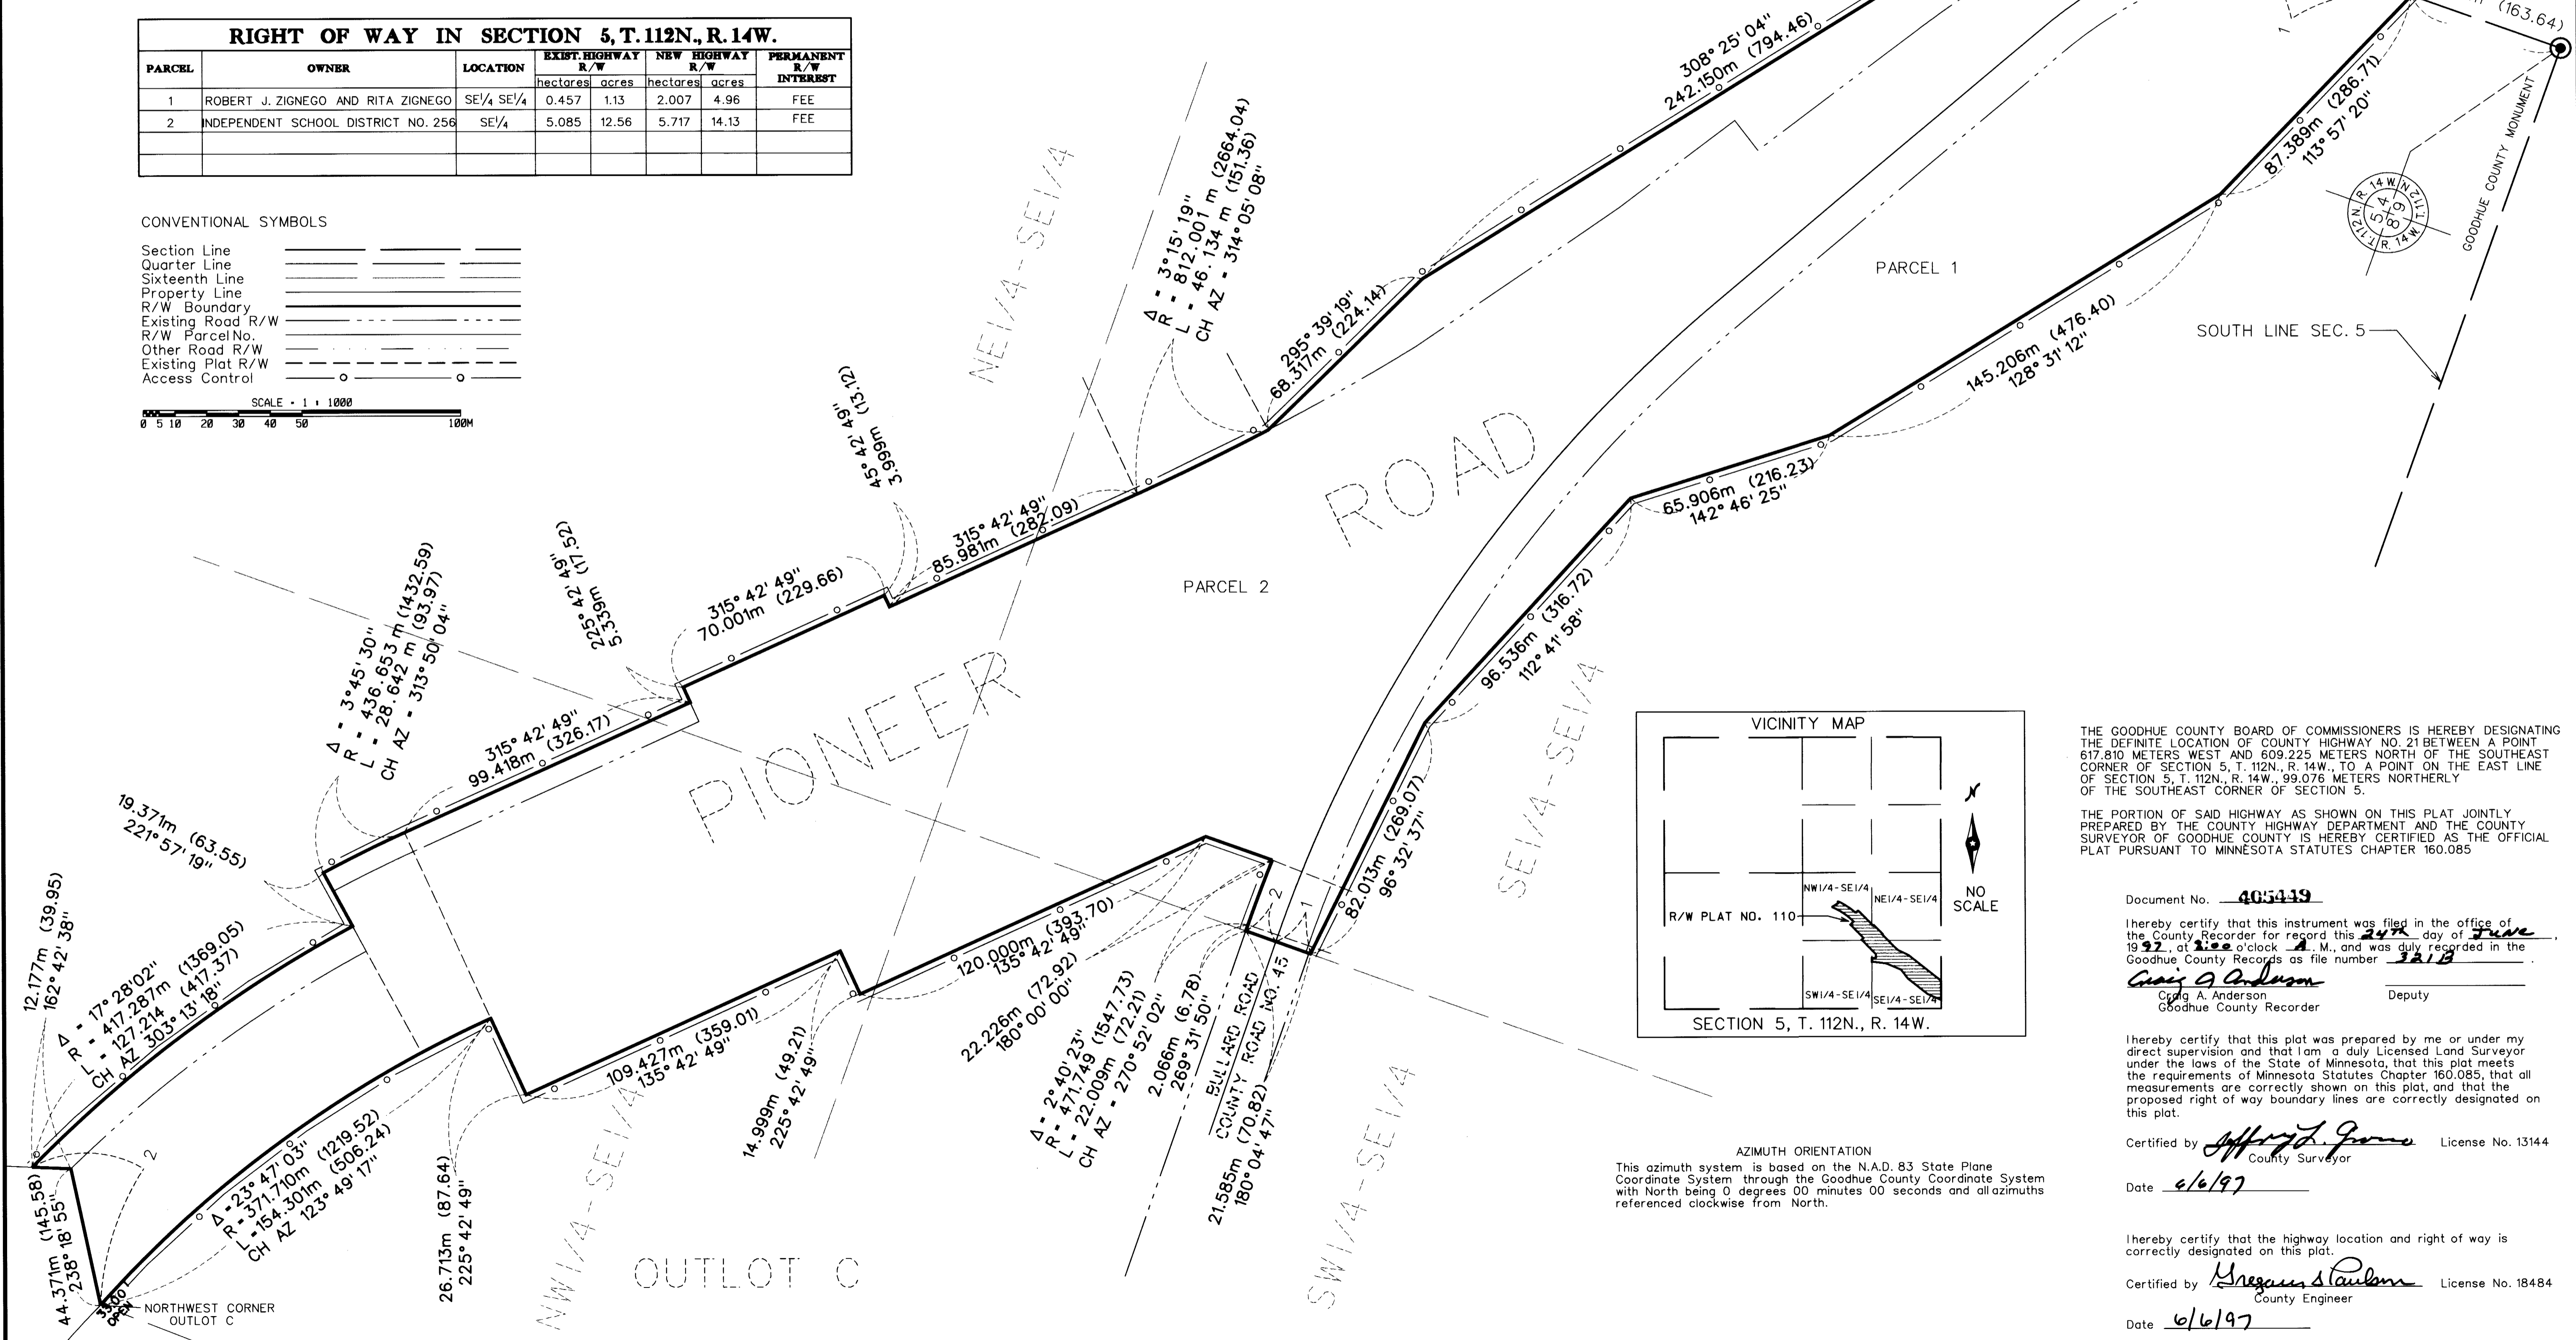 RIGHT OF WAY IN SECTION 5, T. 112N., R. 14W.
PARCEL OWNER LOCATION EXIST. HIGHWAY R/W NEW HIGHWAY R/W PERMANENT R/W INTEREST
hectares acres hectares acres
1 ROBERT J. ZIGNEGO AND RITA ZIGNEGO SE1/4 SE1/4 0.457 1.13 2.007 4.96 FEE
2 INDEPENDENT SCHOOL DISTRICT NO. 256 SE1/4 5.085 12.56 5.717 14.13 FEE
CONVENTIONAL SYMBOLS
Section Line
Quarter Line
Sixteenth Line
Property Line
R/W Boundary
Existing Road R/W
R/W Parcel No.
Other Road R/W
Existing Plat R/W
Access Control
SCALE - 1 : 1000
0 5 10 20 30 40 50 100M
308° 25' 04"
242.150m (794.46)
(163.64)
1
87.389m (286.71)
113° 57' 20"
GOODHUE COUNTY MONUMENT
T. 112 N. R. 14 W.
5 4
8 9
T. 112 N. R. 14 W.
SOUTH LINE SEC. 5
PARCEL 1
145.206m (476.40)
128° 31' 12"
65.906m (216.23)
142° 46' 25"
NE1/4-SE1/4
Δ = 3° 15' 19"
R = 812.001 m (2664.04)
L = 46.134 m (151.36)
CH AZ = 314° 05' 08"
295° 39' 19"
68.317m (224.14)
45° 42' 49"
3.999m (13.12)
315° 42' 49"
85.981m (282.09)
ROAD
PARCEL 2
225° 42' 49"
5.339m (17.52)
315° 42' 49"
70.001m (229.66)
96.536m (316.72)
112° 41' 58"
SE1/4-SE1/4
PIONEER
Δ = 3° 45' 30"
R = 436.653 m (1432.59)
L = 28.642 m (93.97)
CH AZ = 313° 50' 04"
315° 42' 49"
99.418m (326.17)
19.371m (63.55)
221° 57' 19"
82.013m (269.07)
96° 32' 37"
12.177m (39.95)
162° 42' 38"
Δ = 17° 28' 02"
R = 417.287m (1369.05)
L = 127.214 (417.37)
CH AZ 303° 13' 18"
2
44.371m (145.58)
238° 18' 55"
33.00'
OPEN
NORTHWEST CORNER
OUTLOT C
Δ = 23° 47' 03"
R = 371.710m (1219.52)
L = 154.301m (506.24)
CH AZ 123° 49' 17"
26.713m (87.64)
225° 42' 49"
NW1/4-SE1/4
OUTLOT C
109.427m (359.01)
135° 42' 49"
14.999m (49.21)
225° 42' 49"
120.000m (393.70)
135° 42' 49"
22.226m (72.92)
180° 00' 00"
Δ = 2° 40' 23"
R = 471.749 (1547.73)
L = 22.009m (72.21)
CH AZ = 270° 52' 02"
2.066m (6.78)
269° 31' 50"
BULLARD ROAD
COUNTY ROAD NO. 45
2
1
21.585m (70.82)
180° 04' 47"
SW1/4-SE1/4
VICINITY MAP
NW1/4-SE1/4
NE1/4-SE1/4
R/W PLAT NO. 110
SW1/4-SE1/4
SE1/4-SE1/4
N
NO
SCALE
SECTION 5, T. 112N., R. 14W.
AZIMUTH ORIENTATION
This azimuth system is based on the N.A.D. 83 State Plane
Coordinate System through the Goodhue County Coordinate System
with North being 0 degrees 00 minutes 00 seconds and all azimuths
referenced clockwise from North.
THE GOODHUE COUNTY BOARD OF COMMISSIONERS IS HEREBY DESIGNATING
THE DEFINITE LOCATION OF COUNTY HIGHWAY NO. 21 BETWEEN A POINT
617.810 METERS WEST AND 609.225 METERS NORTH OF THE SOUTHEAST
CORNER OF SECTION 5, T. 112N., R. 14W., TO A POINT ON THE EAST LINE
OF SECTION 5, T. 112N., R. 14W., 99.076 METERS NORTHERLY
OF THE SOUTHEAST CORNER OF SECTION 5.
THE PORTION OF SAID HIGHWAY AS SHOWN ON THIS PLAT JOINTLY
PREPARED BY THE COUNTY HIGHWAY DEPARTMENT AND THE COUNTY
SURVEYOR OF GOODHUE COUNTY IS HEREBY CERTIFIED AS THE OFFICIAL
PLAT PURSUANT TO MINNESOTA STATUTES CHAPTER 160.085
Document No. 405449
I hereby certify that this instrument was filed in the office of
the County Recorder for record this 24th day of JUNE,
1997, at 8:00 o'clock A. M., and was duly recorded in the
Goodhue County Records as file number 321B.
Craig A Anderson
Craig A. Anderson Deputy
Goodhue County Recorder
I hereby certify that this plat was prepared by me or under my
direct supervision and that I am a duly Licensed Land Surveyor
under the laws of the State of Minnesota, that this plat meets
the requirements of Minnesota Statutes Chapter 160.085, that all
measurements are correctly shown on this plat, and that the
proposed right of way boundary lines are correctly designated on
this plat.
Certified by Jeffrey L. License No. 13144
County Surveyor
Date 6/6/97
I hereby certify that the highway location and right of way is
correctly designated on this plat.
Certified by Paulson License No. 18484
County Engineer
Date 6/6/97